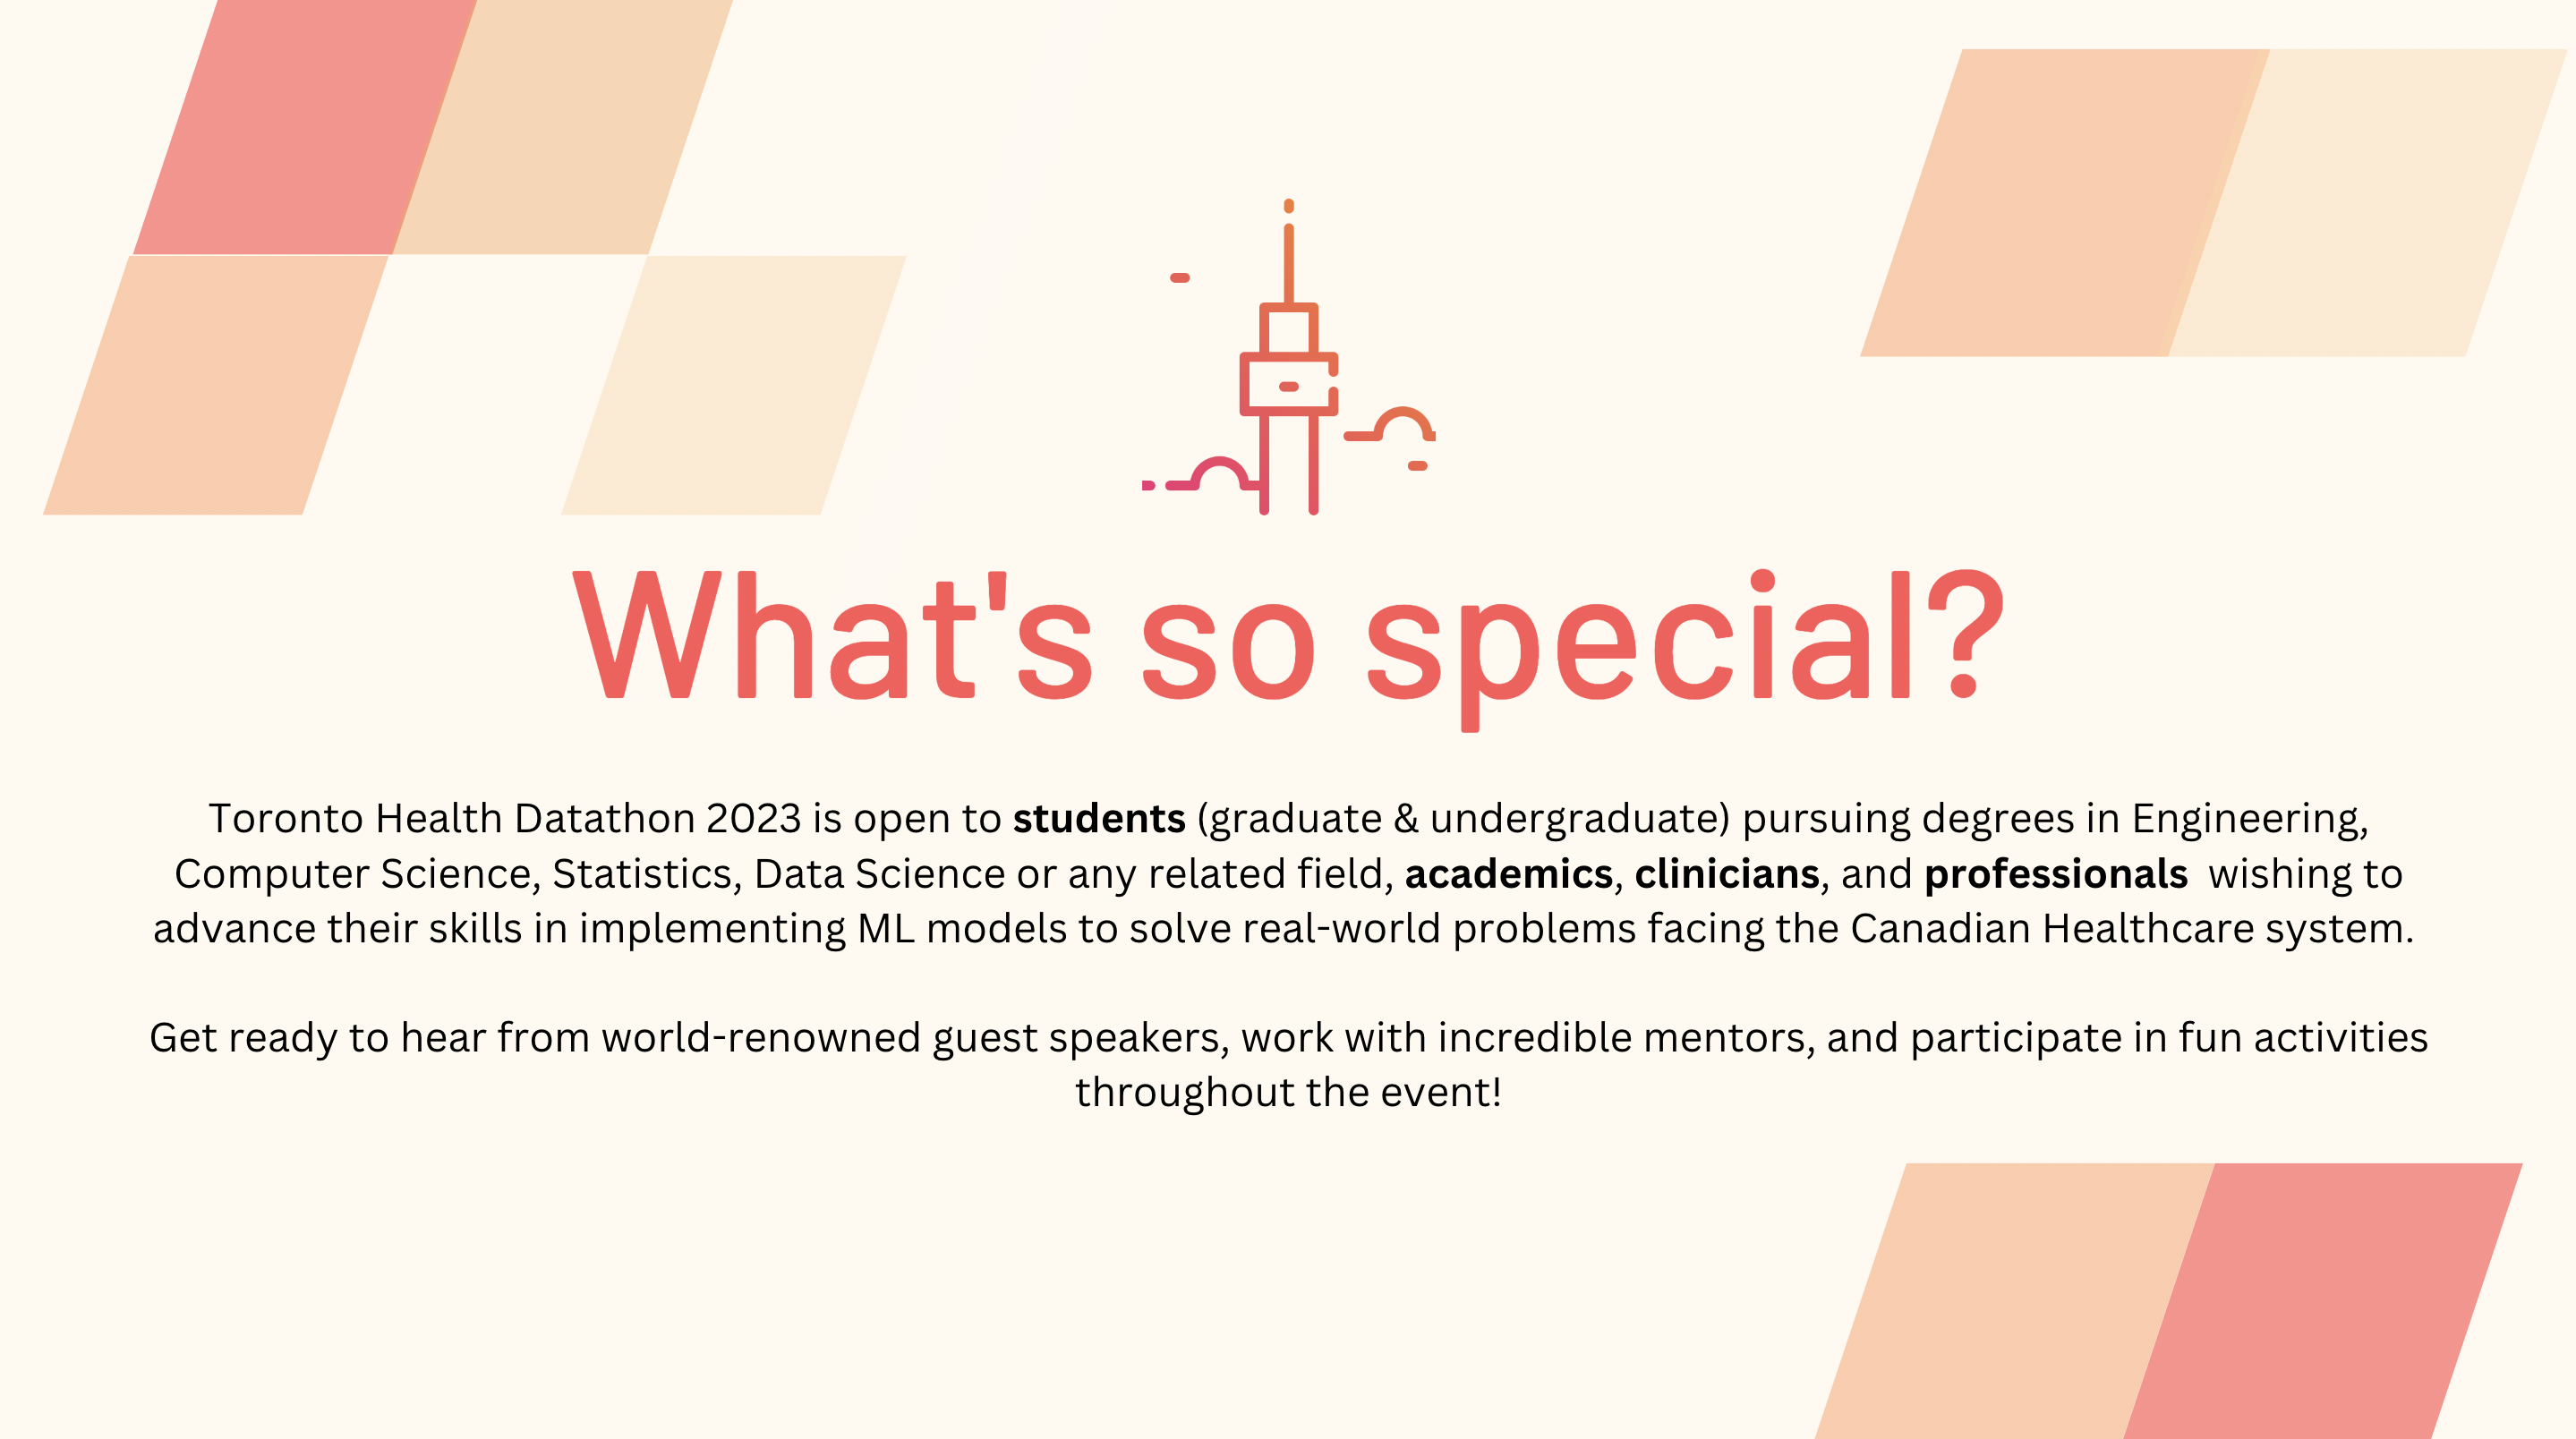 What's so special?
Toronto Health Datathon 2023 is open to students (graduate & undergraduate) pursuing degrees in Engineering,
Computer Science, Statistics, Data Science or any related field, academics, clinicians, and professionals  wishing to
advance their skills in implementing ML models to solve real-world problems facing the Canadian Healthcare system.
Get ready to hear from world-renowned guest speakers, work with incredible mentors, and participate in fun activities
throughout the event!